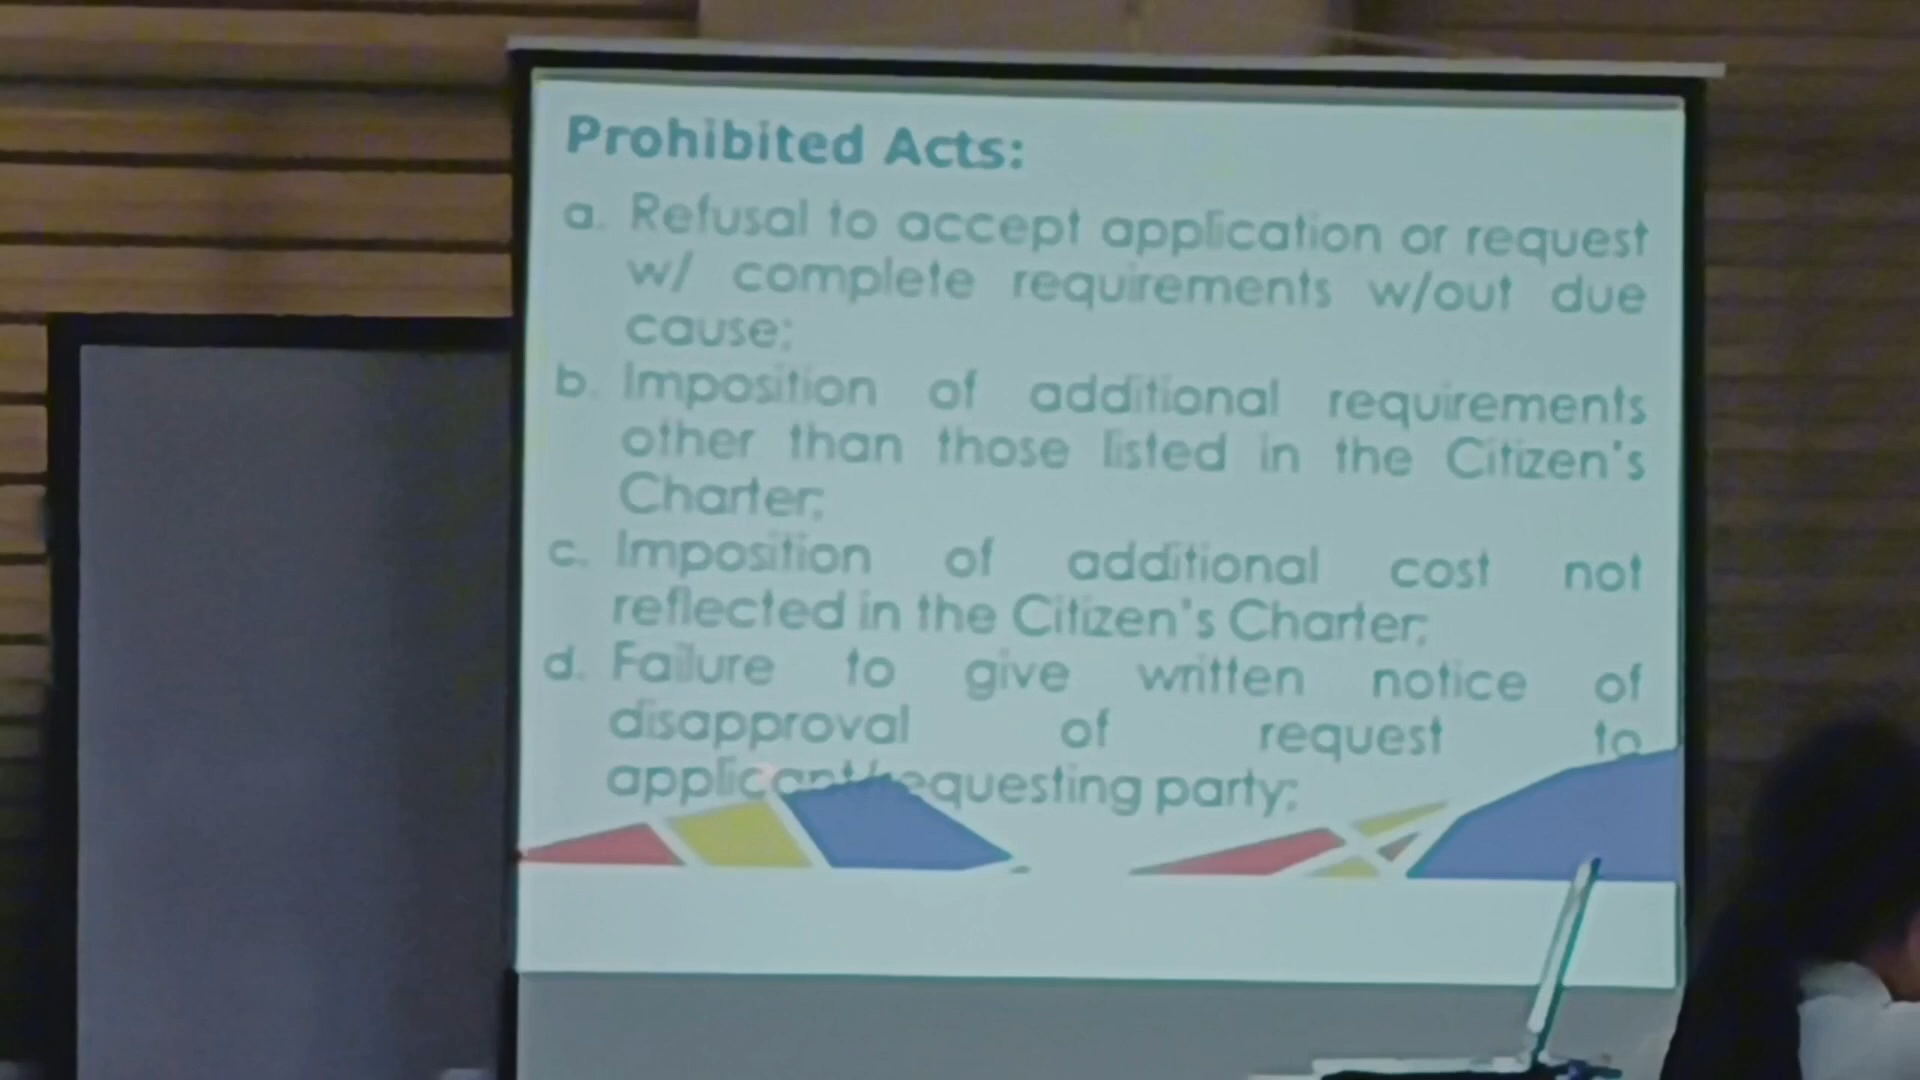 Prohibited Acts:
a. Refusal to accept application or request
w/ complete requirements w/out due
cause;
b. Imposition of additional requirements
other than those listed in the Citizen's
Charter;
c. Imposition of additional cost not
reflected in the Citizen's Charter;
d. Failure to give written notice of
disapproval of request to
applicant/requesting party;